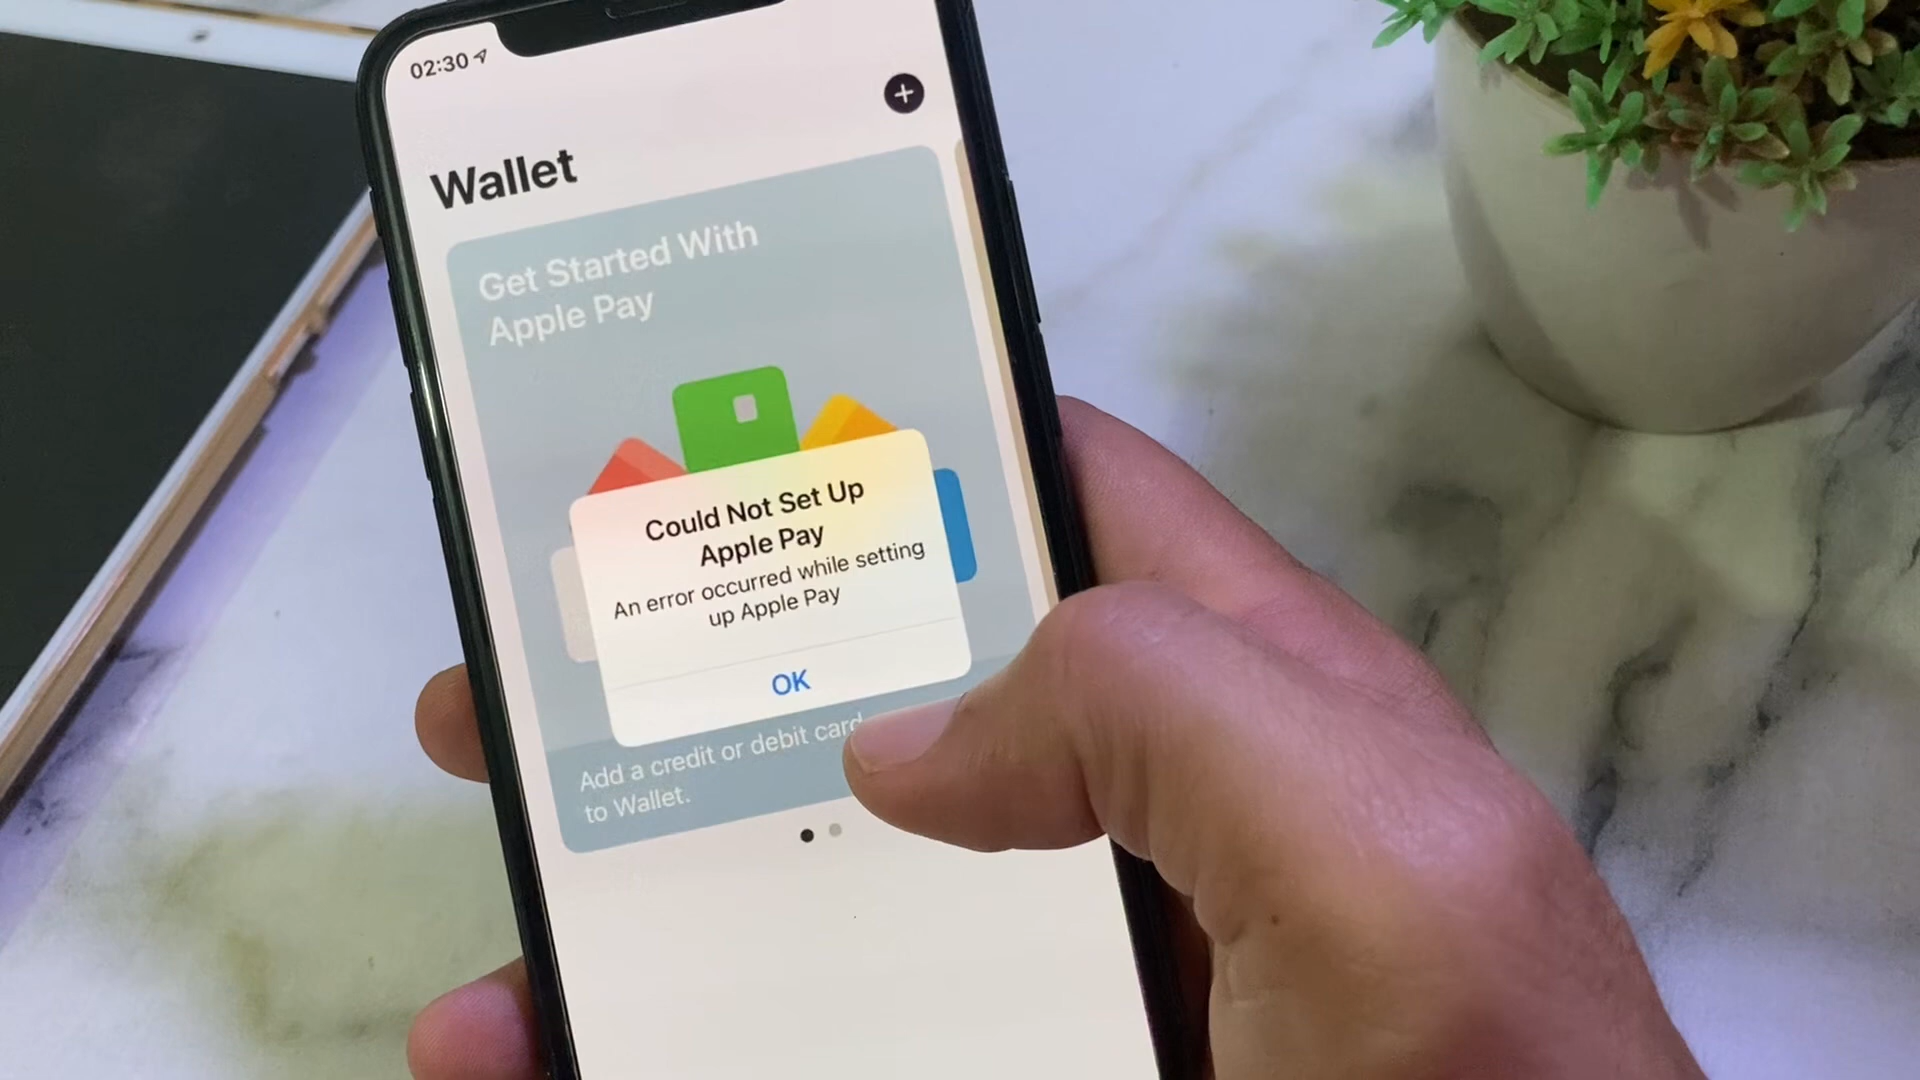 02:30
Wallet
Get Started With
Apple Pay
Could Not Set Up
Apple Pay
An error occurred while setting
up Apple Pay
OK
Add a credit or debit card
to Wallet.